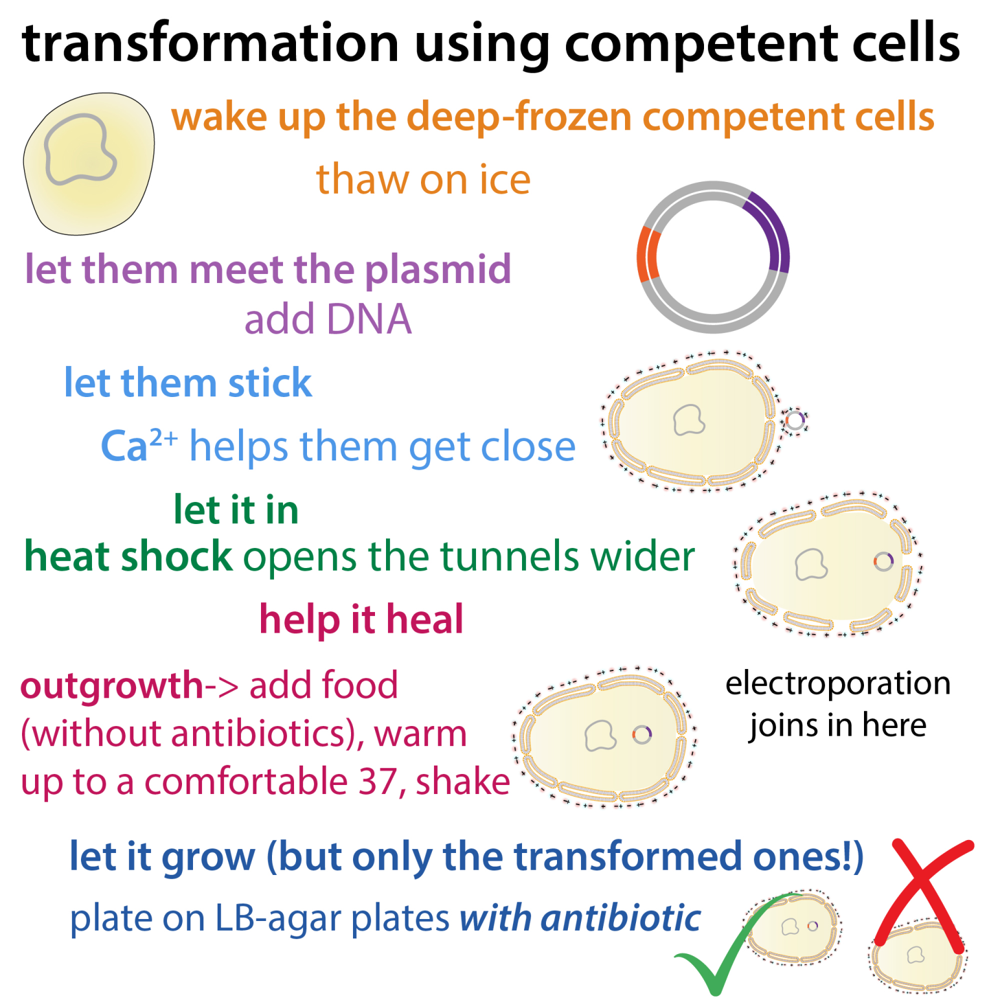 transformation using competent cells
wake up the deep-frozen competent cells
thaw on ice
let them meet the plasmid
add DNA
let them stick
Ca²⁺ helps them get close
let it in
heat shock opens the tunnels wider
help it heal
outgrowth-> add food
(without antibiotics), warm
up to a comfortable 37, shake
electroporation
joins in here
let it grow (but only the transformed ones!)
plate on LB-agar plates with antibiotic